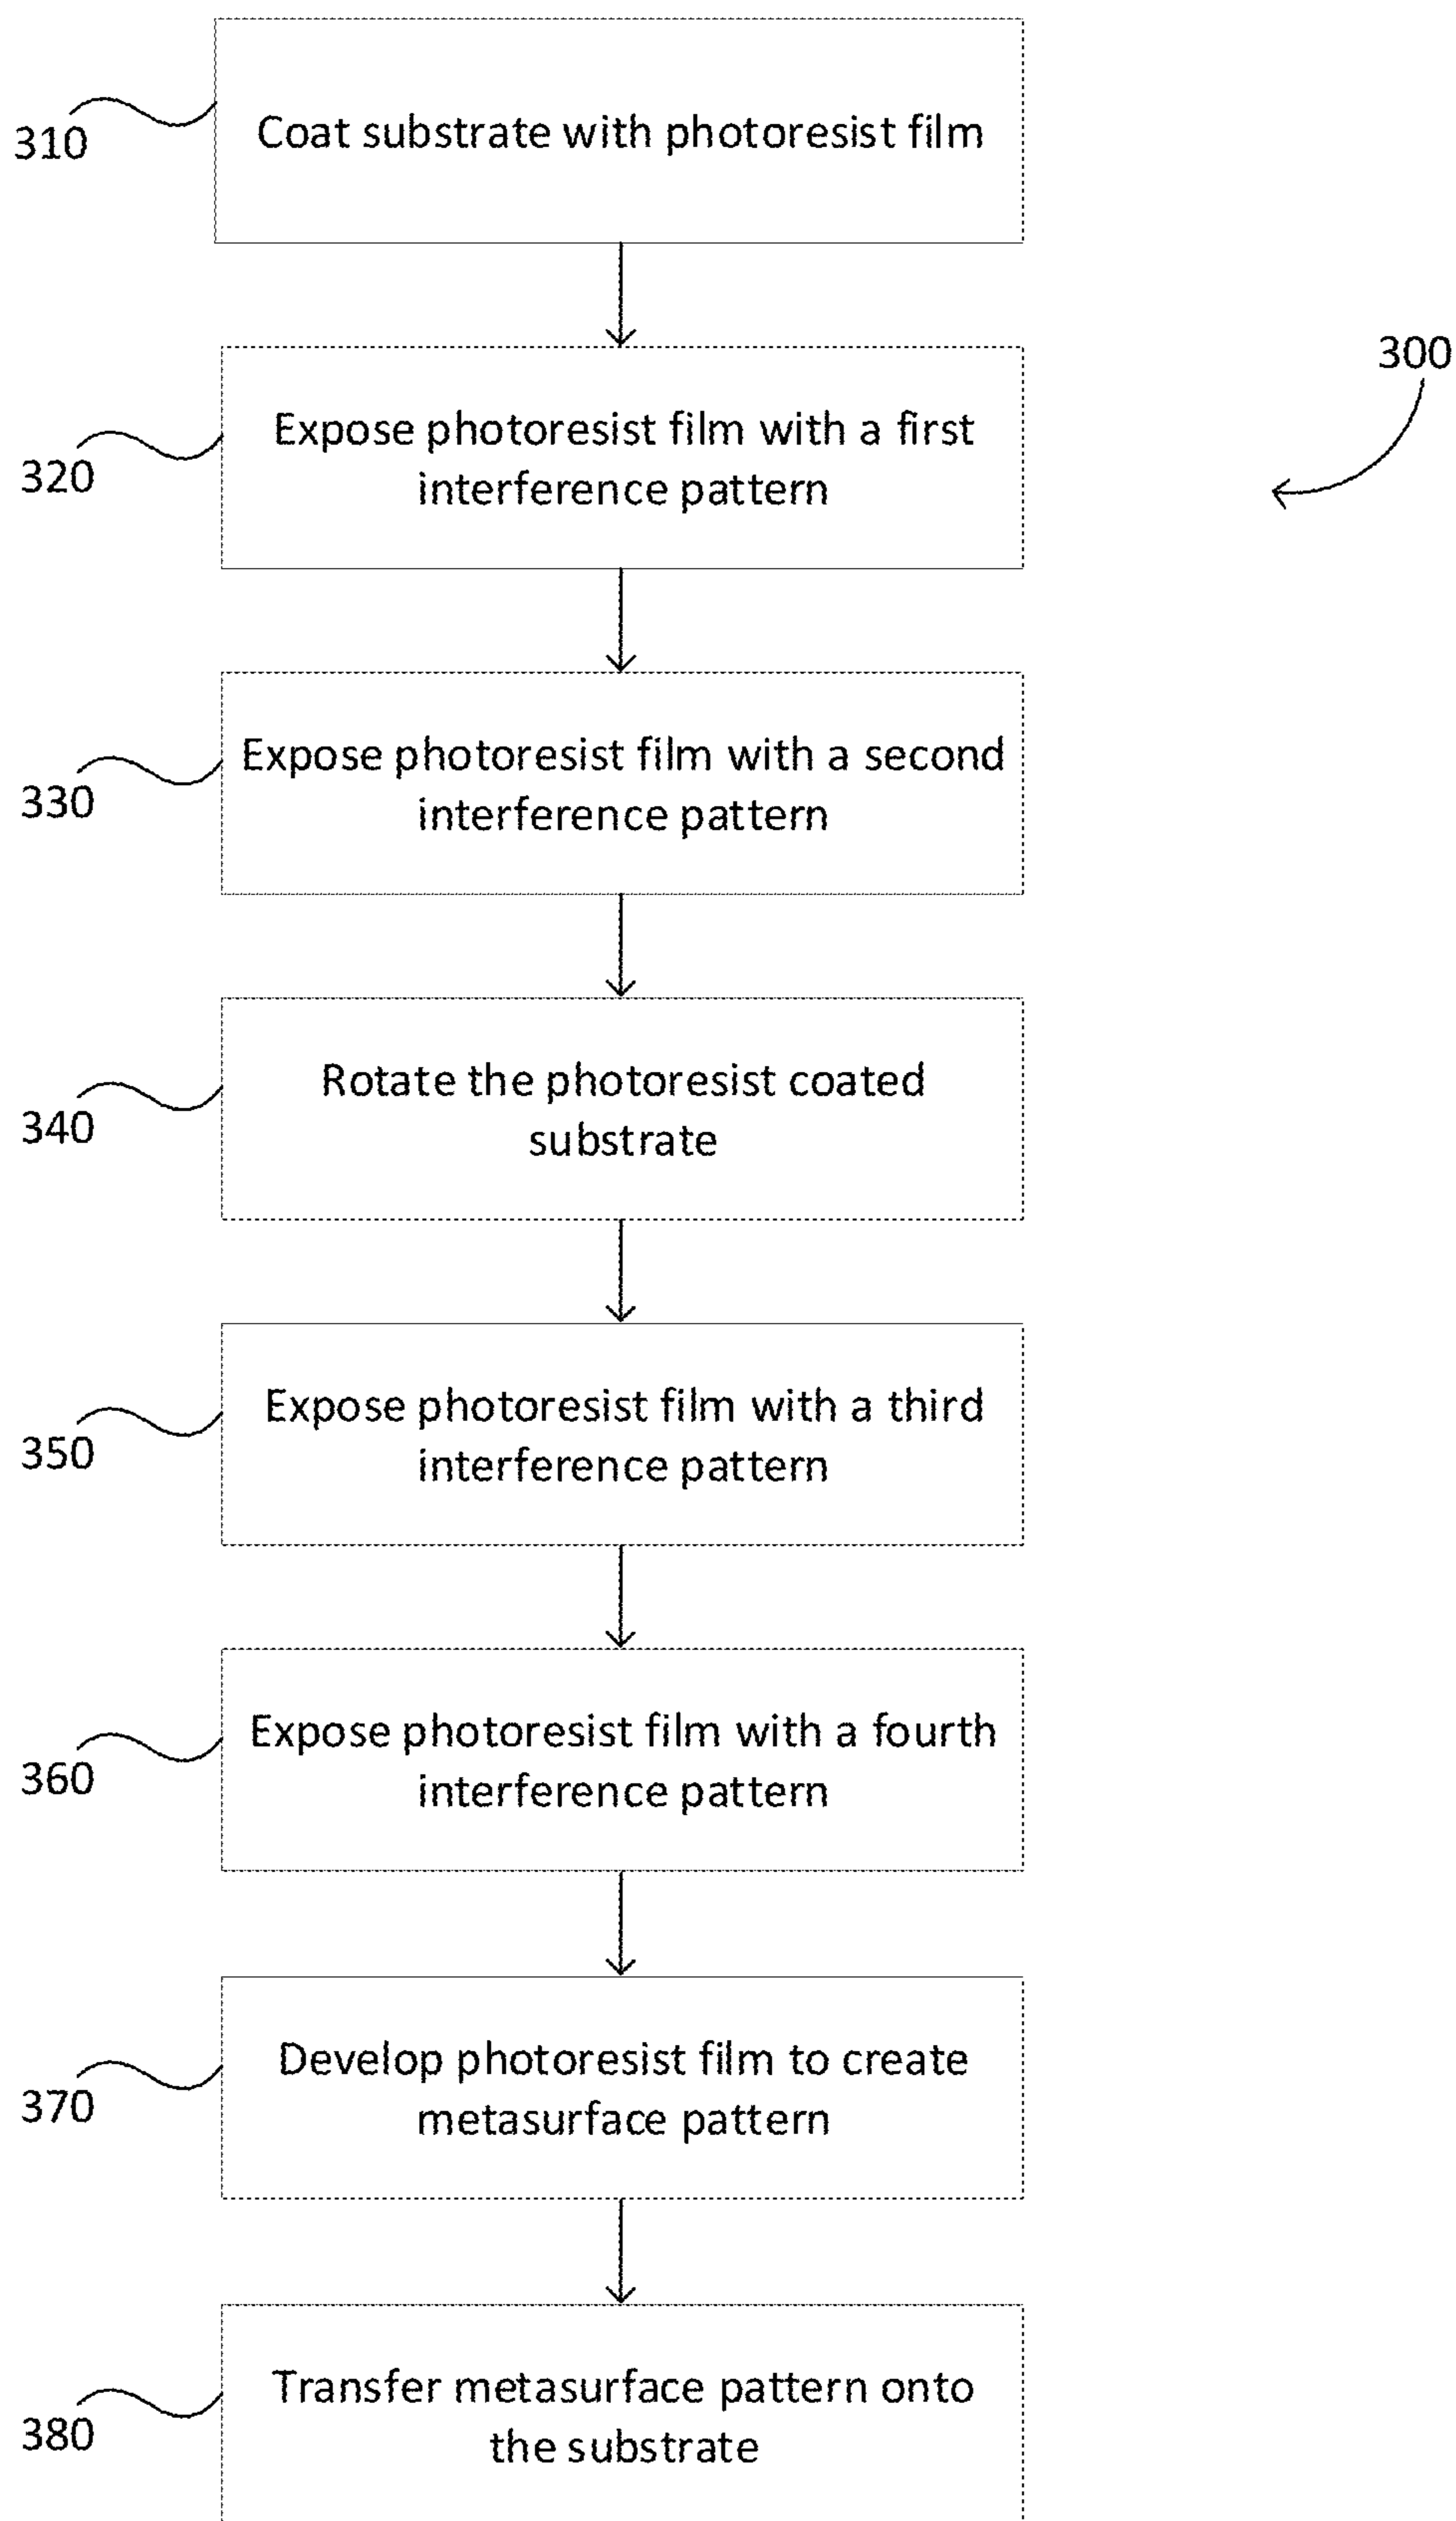 310
Coat substrate with photoresist film
300
320
Expose photoresist film with a first
interference pattern
330
Expose photoresist film with a second
interference pattern
340
Rotate the photoresist coated
substrate
350
Expose photoresist film with a third
interference pattern
360
Expose photoresist film with a fourth
interference pattern
370
Develop photoresist film to create
metasurface pattern
380
Transfer metasurface pattern onto
the substrate